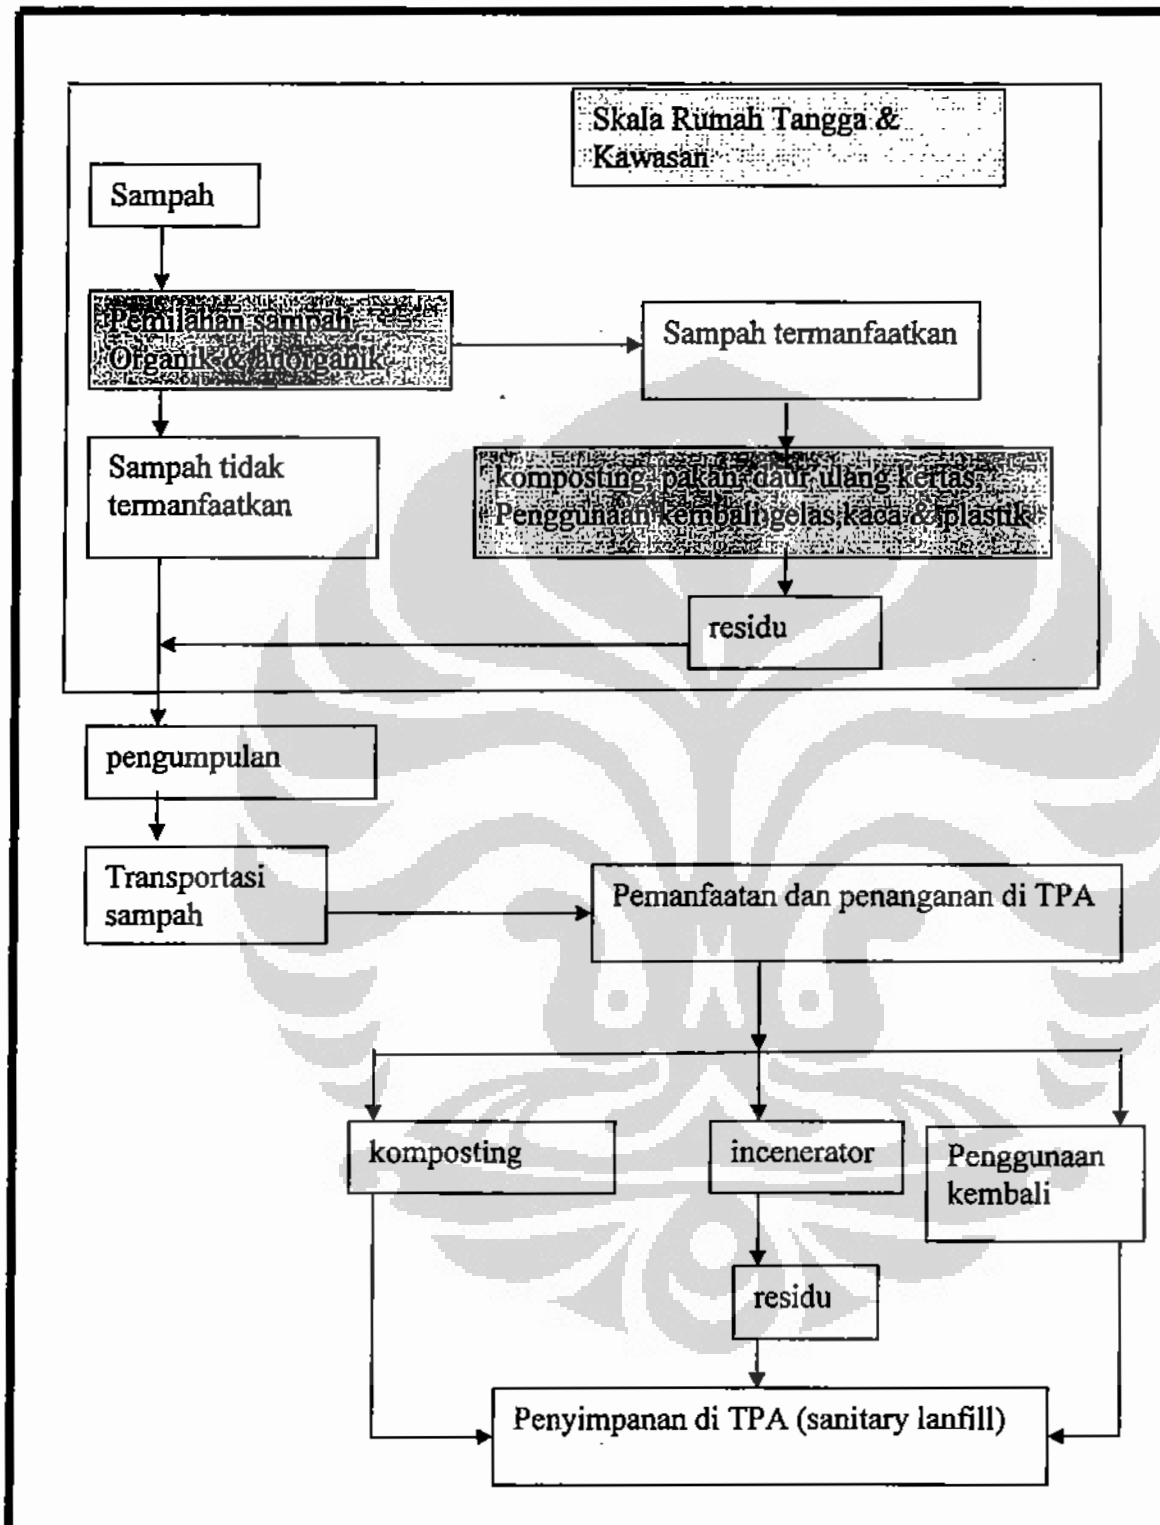 Skala Rumah Tangga &
Kawasan
Sampah
Pemilahan sampah
Organik & anorganik
Sampah termanfaatkan
Sampah tidak
termanfaatkan
komposting, pakan, daur ulang kertas,
Penggunaan kembali gelas,kaca & plastik
residu
pengumpulan
Transportasi
sampah
Pemanfaatan dan penanganan di TPA
komposting
incenerator
Penggunaan
kembali
residu
Penyimpanan di TPA (sanitary lanfill)